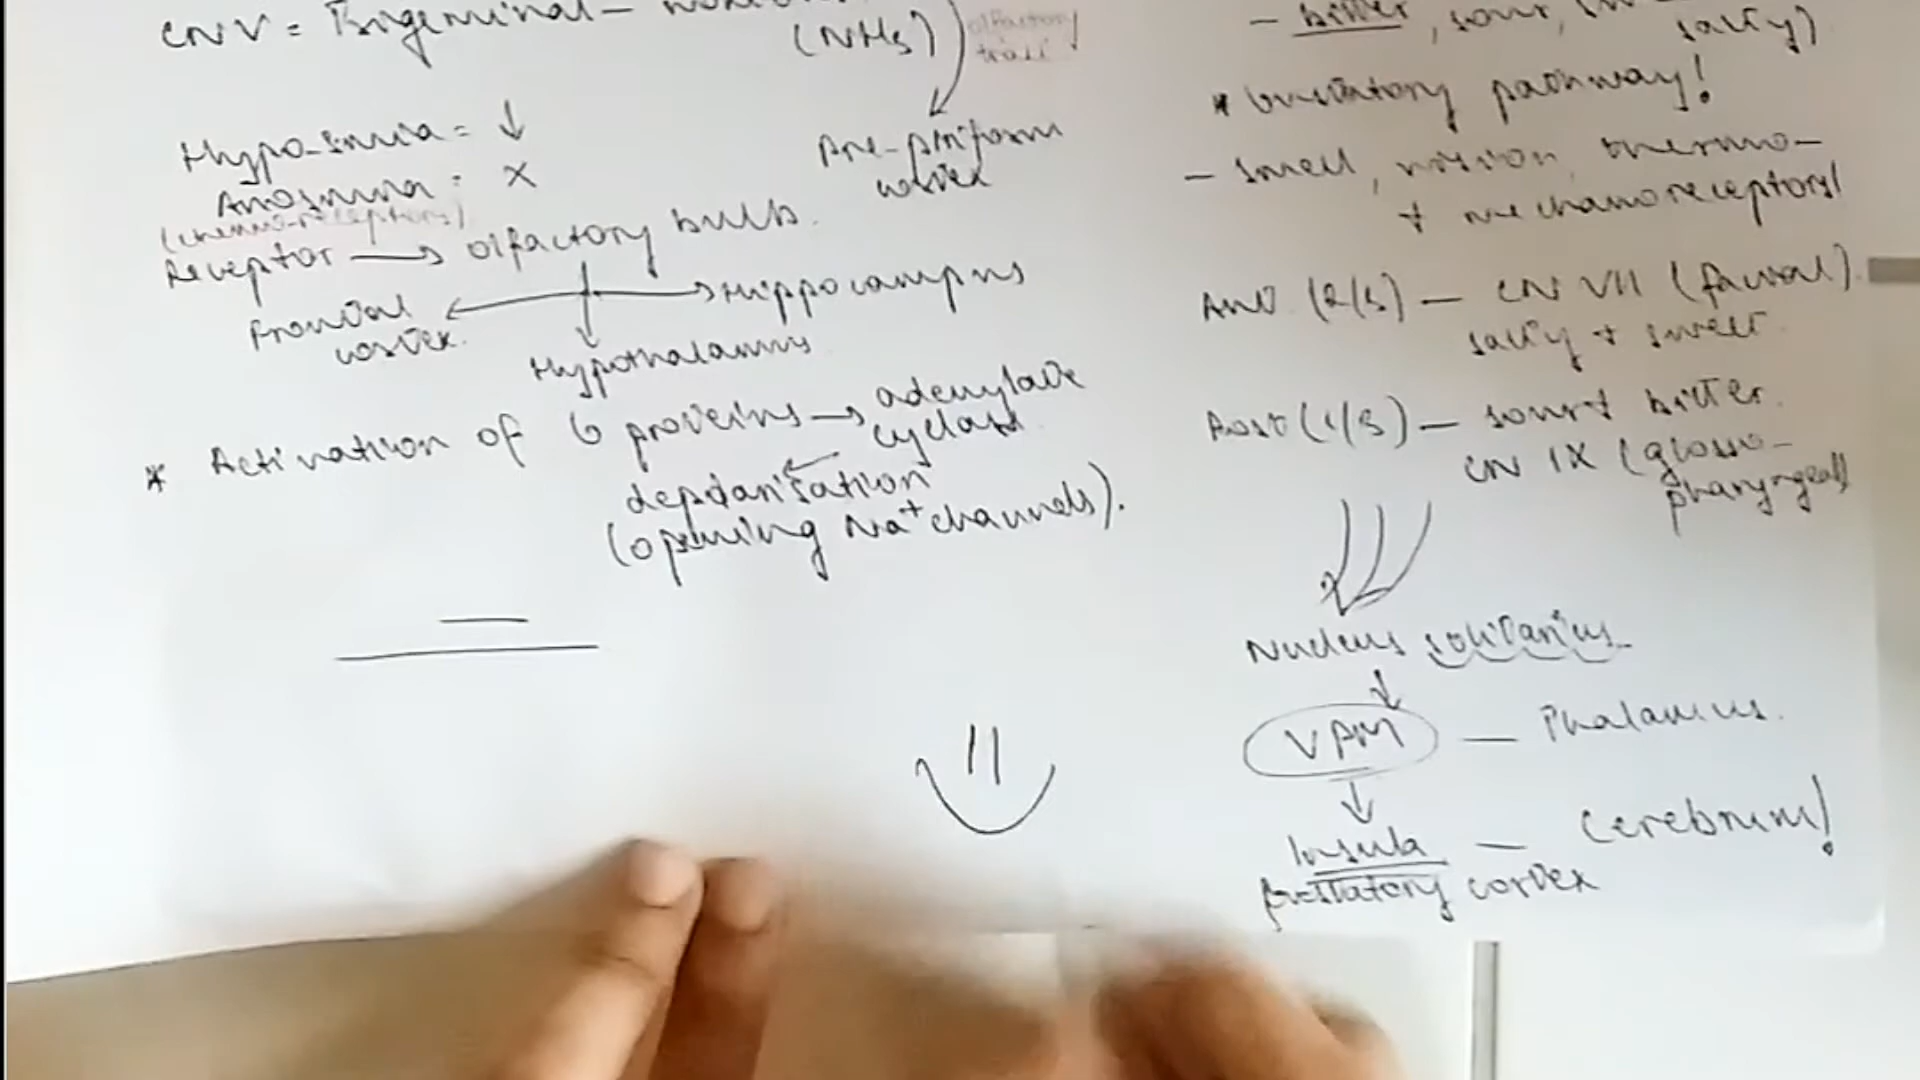 CN V = Trigeminal –
(NH3)
olfactory
tract
Hypo-smia = ↓
Anosmia = ×
Pre-piriform
cortex
(chemo-receptors)
Receptor → olfactory bulb.
Frontal
cortex.
Hippocampus
Hypothalamus
* Activation of G proteins → adenylate
cyclase
depolarisation
(opening Na+ channels).
– bitter, sour,
salty)
* Gustatory pathway!
– smell, vision, thermo-
+ mechanoreceptors!
Ant (2/3) – CN VII (facial).
salty + sweet.
Post (1/3) – sour + bitter.
CN IX (glosso-
pharyngeal)
Nucleus solitarius
↓
VPM – Thalamus.
↓
Insula – Cerebrum!
gustatory cortex